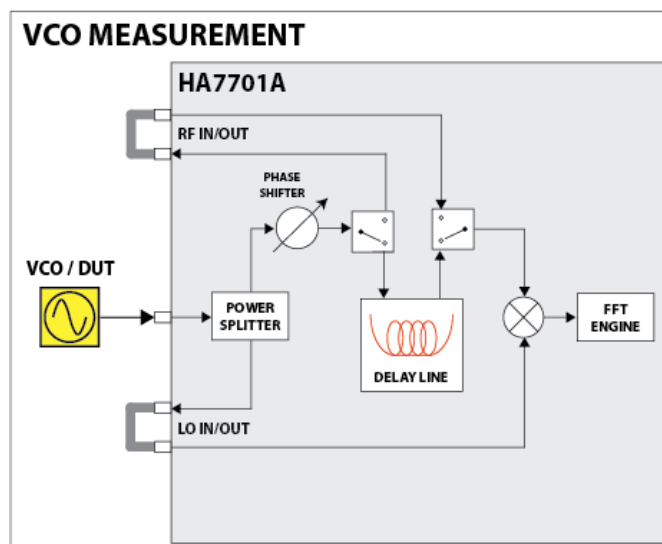 VCO MEASUREMENT
HA7701A
RF IN/OUT
PHASE
SHIFTER
VCO / DUT
POWER
SPLITTER
DELAY LINE
FFT
ENGINE
LO IN/OUT